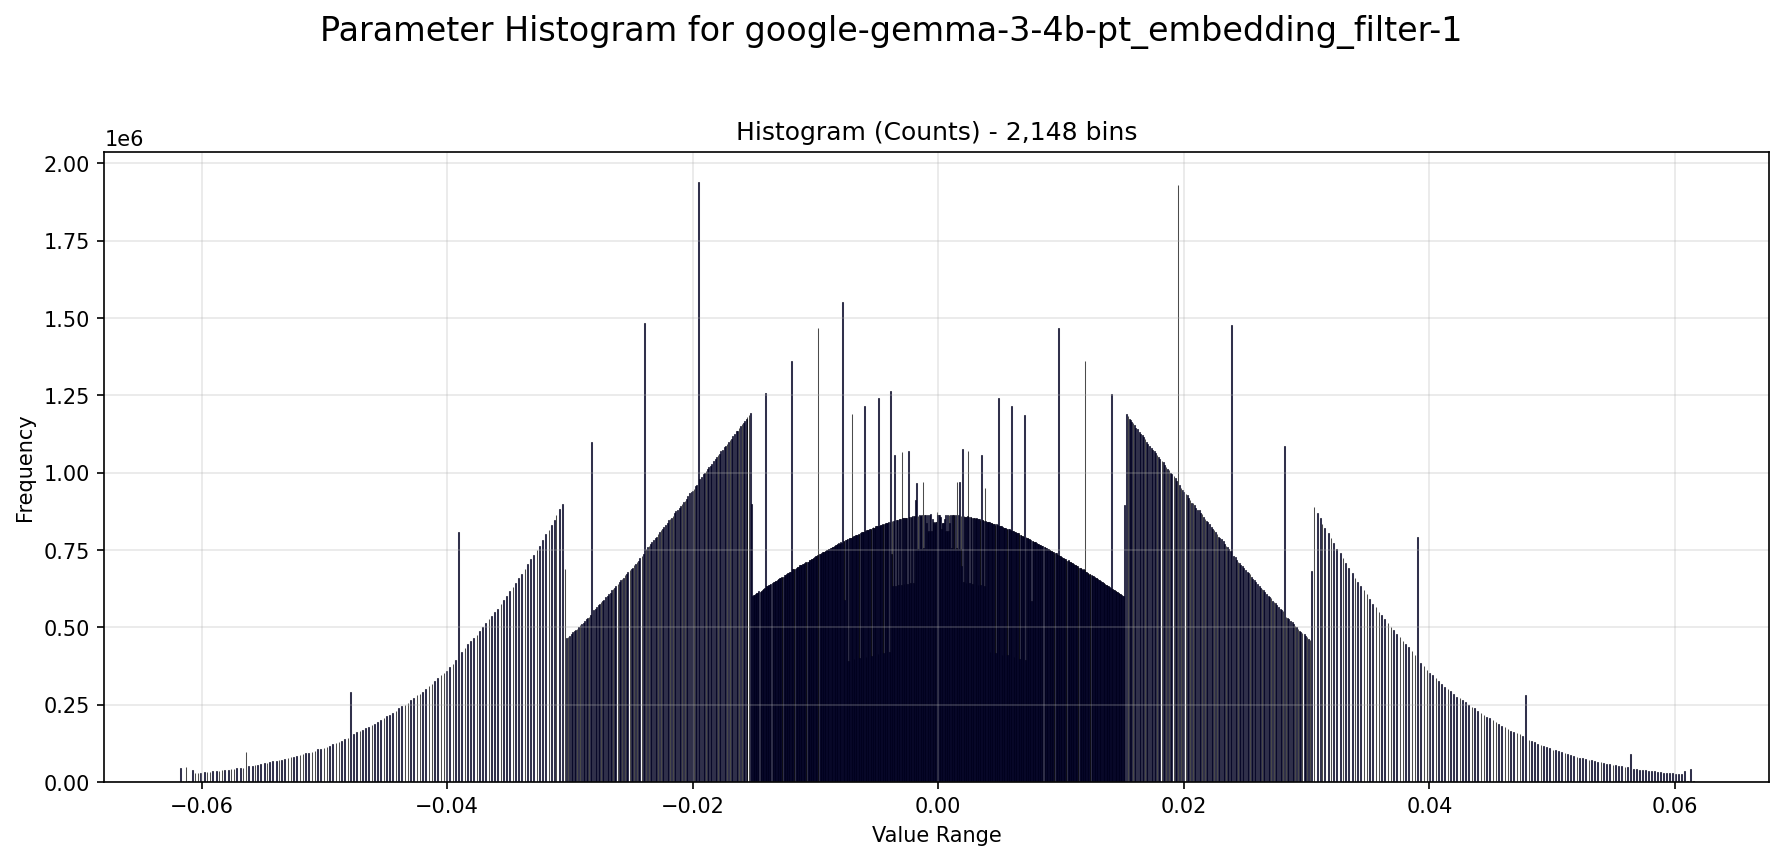 Parameter Histogram for google-gemma-3-4b-pt_embedding_filter-1
Histogram (Counts) - 2,148 bins
1e6
2.00
1.75
1.50
1.25
1.00
0.75
0.50
0.25
0.00
Frequency
−0.06 −0.04 −0.02 0.00 0.02 0.04 0.06
Value Range